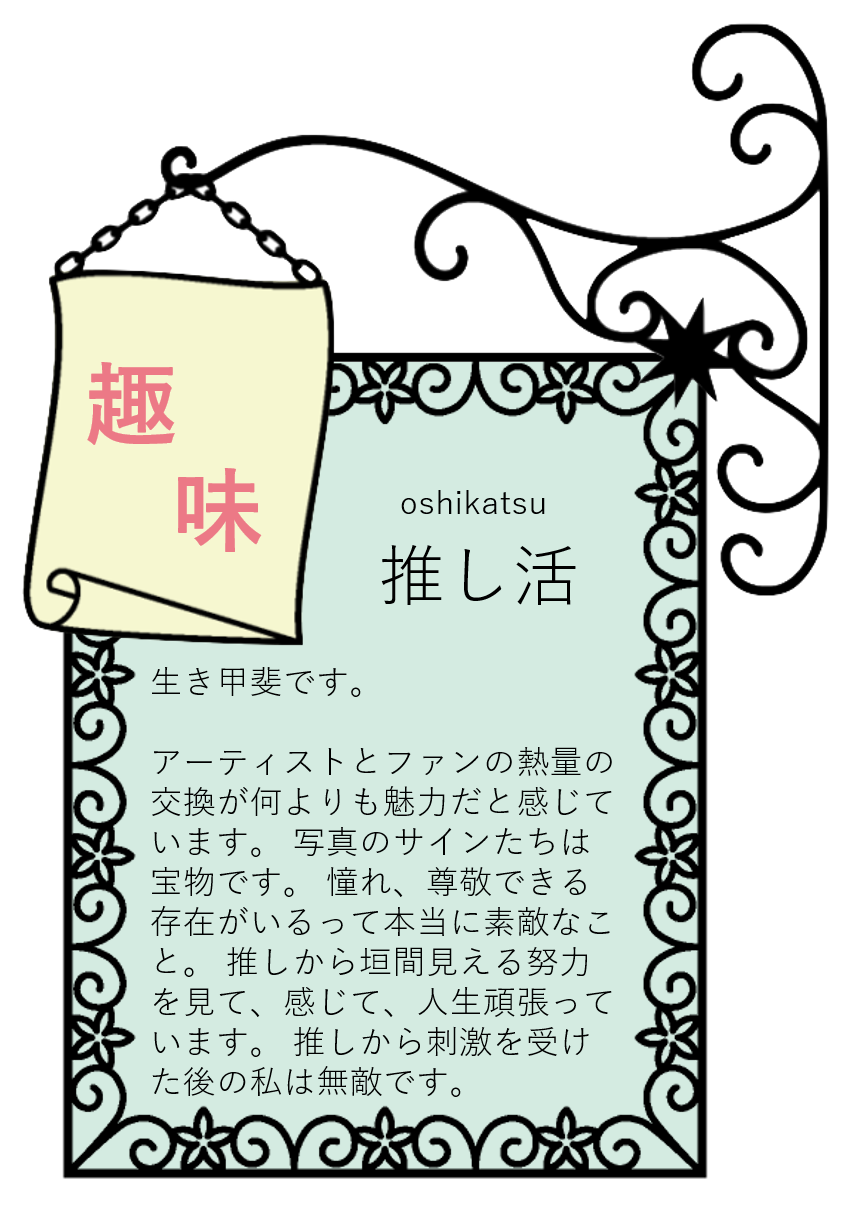 趣
味
oshikatsu
推し活
生き甲斐です。
アーティストとファンの熱量の
交換が何よりも魅力だと感じて
います。 写真のサインたちは
宝物です。 憧れ、尊敬できる
存在がいるって本当に素敵なこ
と。 推しから垣間見える努力
を見て、感じて、人生頑張って
います。 推しから刺激を受け
た後の私は無敵です。